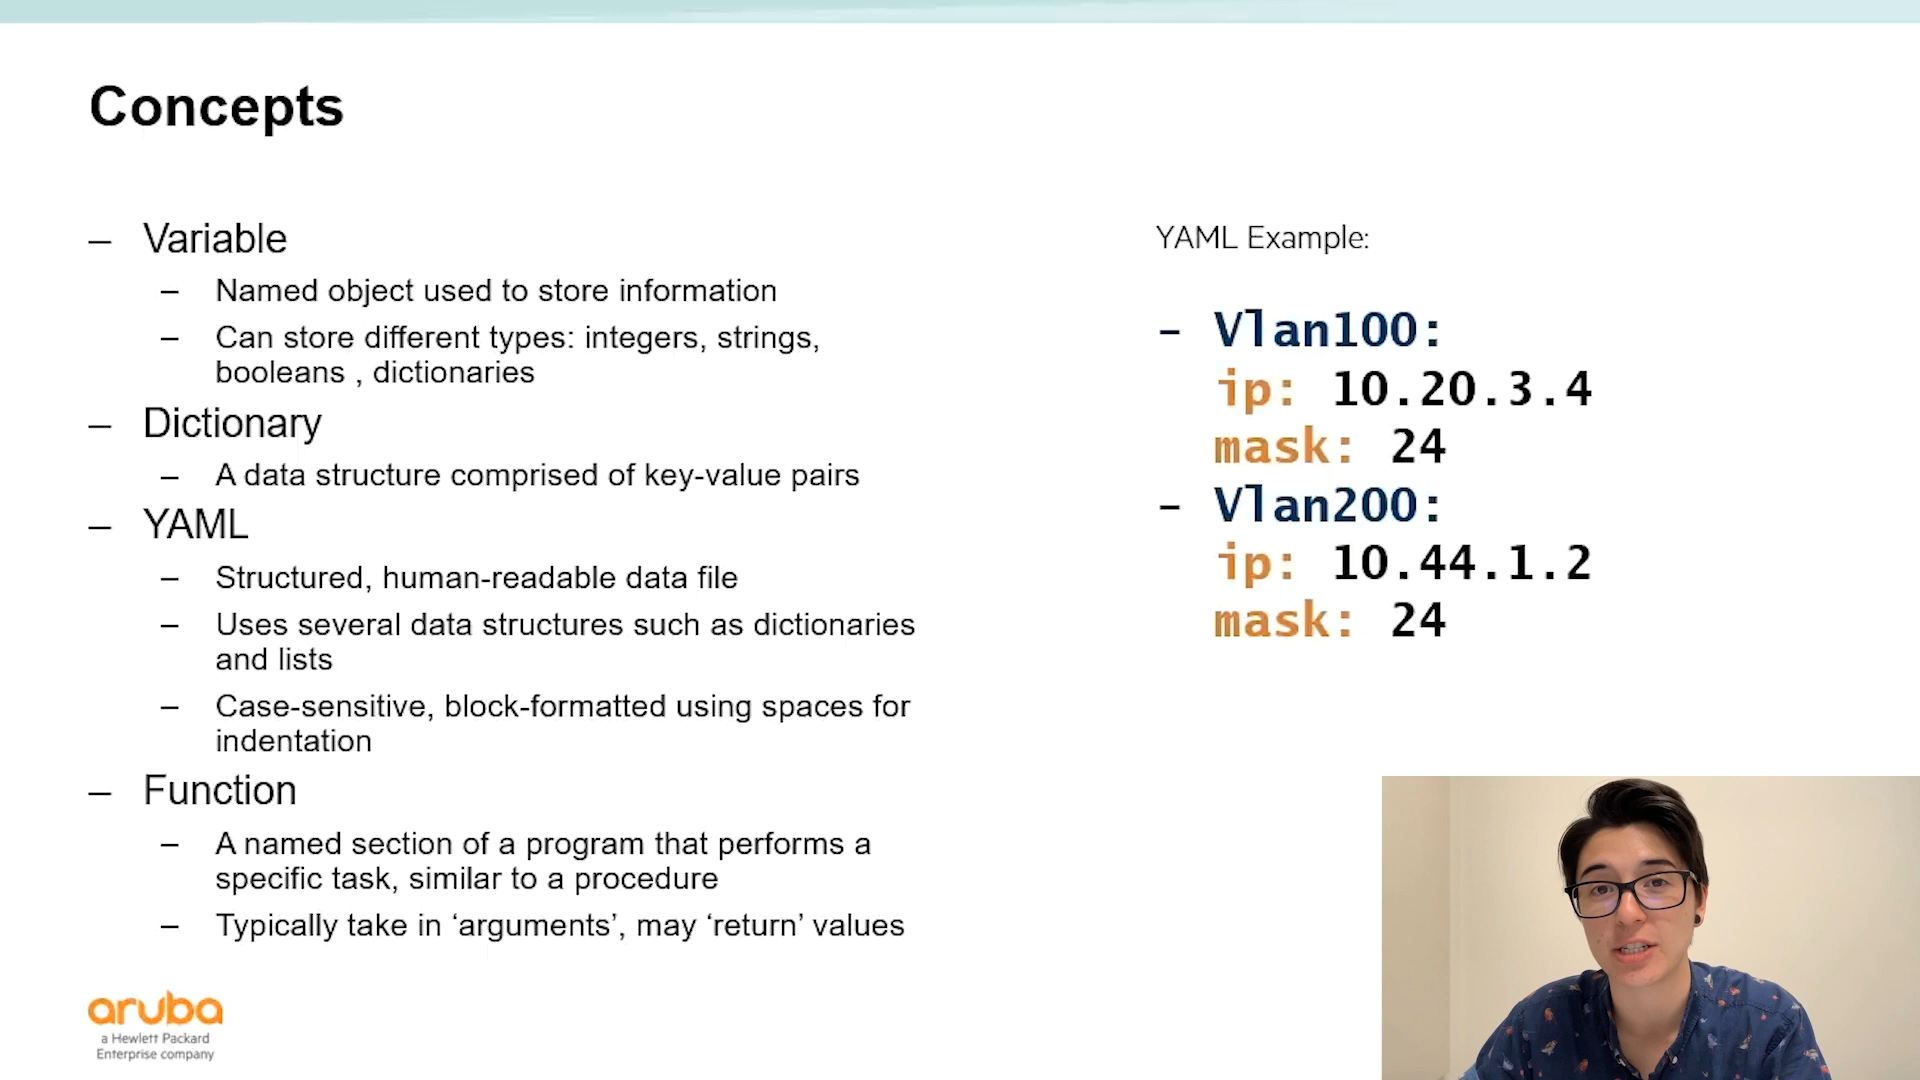 Concepts
– Variable
– Named object used to store information
– Can store different types: integers, strings,
booleans , dictionaries
– Dictionary
– A data structure comprised of key-value pairs
– YAML
– Structured, human-readable data file
– Uses several data structures such as dictionaries
and lists
– Case-sensitive, block-formatted using spaces for
indentation
– Function
– A named section of a program that performs a
specific task, similar to a procedure
– Typically take in ‘arguments’, may ‘return’ values
YAML Example:
- Vlan100:
ip: 10.20.3.4
mask: 24
- Vlan200:
ip: 10.44.1.2
mask: 24
aruba
a Hewlett Packard
Enterprise company